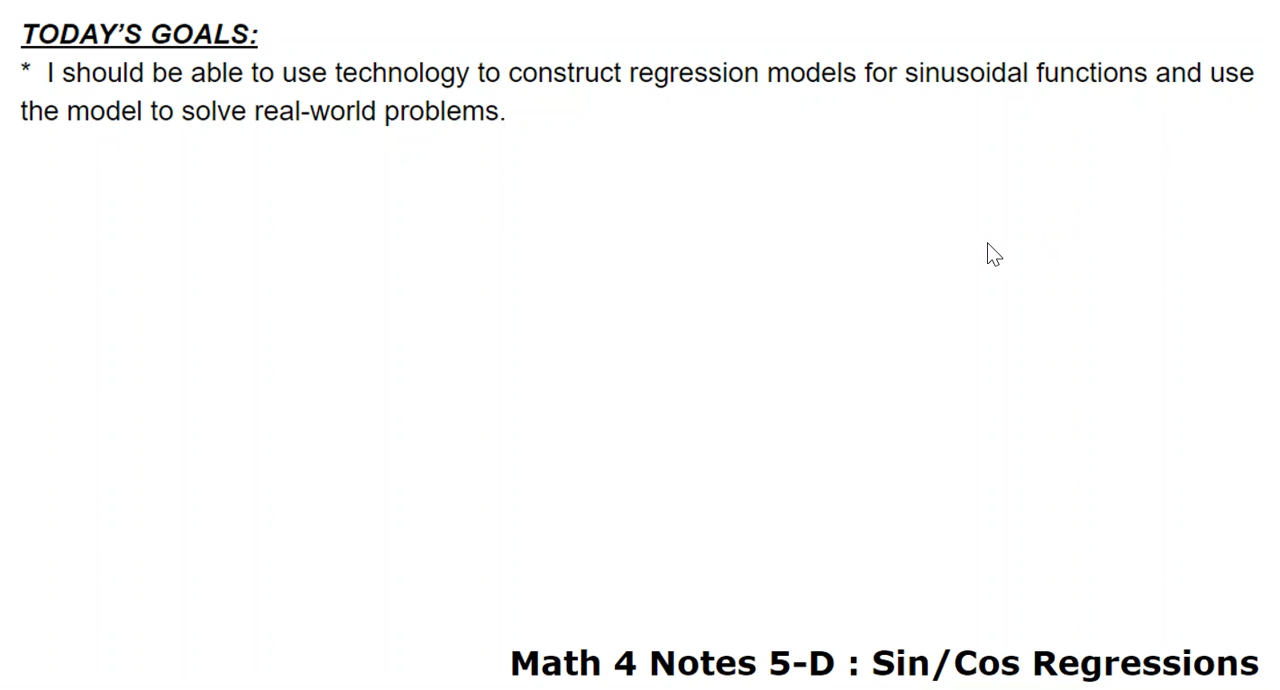 TODAY’S GOALS:
* I should be able to use technology to construct regression models for sinusoidal functions and use
the model to solve real-world problems.
Math 4 Notes 5-D : Sin/Cos Regressions